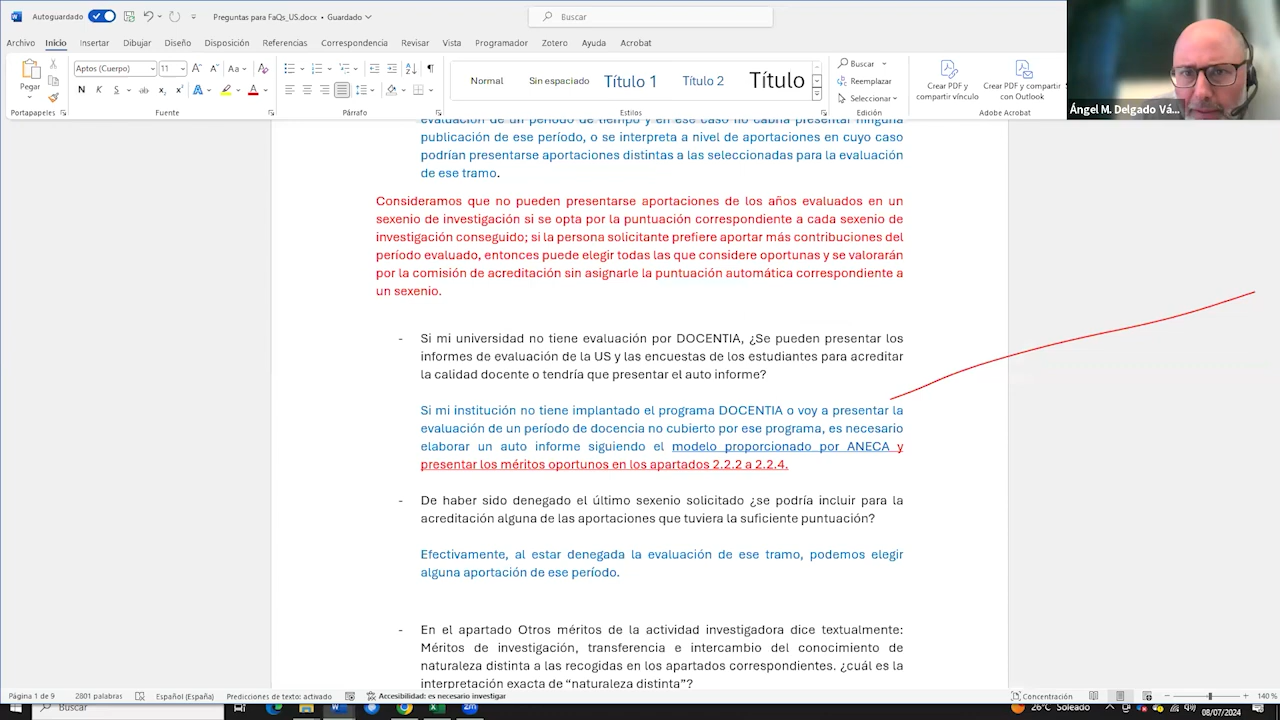 Autoguardado
Preguntas para FaQs_US.docx • Guardado
Buscar
Archivo Inicio Insertar Dibujar Diseño Disposición Referencias Correspondencia Revisar Vista Programador Zotero Ayuda Acrobat
Pegar
Portapapeles
Aptos (Cuerpo) 11
N K S ab x₂ x²
Fuente
Párrafo
Normal Sin espaciado Título 1 Título 2 Título
Estilos
Buscar
Reemplazar
Seleccionar
Edición
Crear PDF y compartir vínculo
Crear PDF y compartir con Outlook
Adobe Acrobat
Ángel M. Delgado Vá...
evaluación de un período de tiempo y en ese caso no cabría presentar ninguna
publicación de ese período, o se interpreta a nivel de aportaciones en cuyo caso
podrían presentarse aportaciones distintas a las seleccionadas para la evaluación
de ese tramo.
Consideramos que no pueden presentarse aportaciones de los años evaluados en un
sexenio de investigación si se opta por la puntuación correspondiente a cada sexenio de
investigación conseguido; si la persona solicitante prefiere aportar más contribuciones del
período evaluado, entonces puede elegir todas las que considere oportunas y se valorarán
por la comisión de acreditación sin asignarle la puntuación automática correspondiente a
un sexenio.
- Si mi universidad no tiene evaluación por DOCENTIA, ¿Se pueden presentar los
informes de evaluación de la US y las encuestas de los estudiantes para acreditar
la calidad docente o tendría que presentar el auto informe?
Si mi institución no tiene implantado el programa DOCENTIA o voy a presentar la
evaluación de un período de docencia no cubierto por ese programa, es necesario
elaborar un auto informe siguiendo el modelo proporcionado por ANECA y
presentar los méritos oportunos en los apartados 2.2.2 a 2.2.4.
- De haber sido denegado el último sexenio solicitado ¿se podría incluir para la
acreditación alguna de las aportaciones que tuviera la suficiente puntuación?
Efectivamente, al estar denegada la evaluación de ese tramo, podemos elegir
alguna aportación de ese período.
- En el apartado Otros méritos de la actividad investigadora dice textualmente:
Méritos de investigación, transferencia e intercambio del conocimiento de
naturaleza distinta a las recogidas en los apartados correspondientes. ¿cuál es la
interpretación exacta de “naturaleza distinta”?
Página 1 de 9 2801 palabras Español (España) Predicciones de texto: activado Accesibilidad: es necesario investigar Concentración 140 %
Buscar
26°C Soleado
08/07/2024